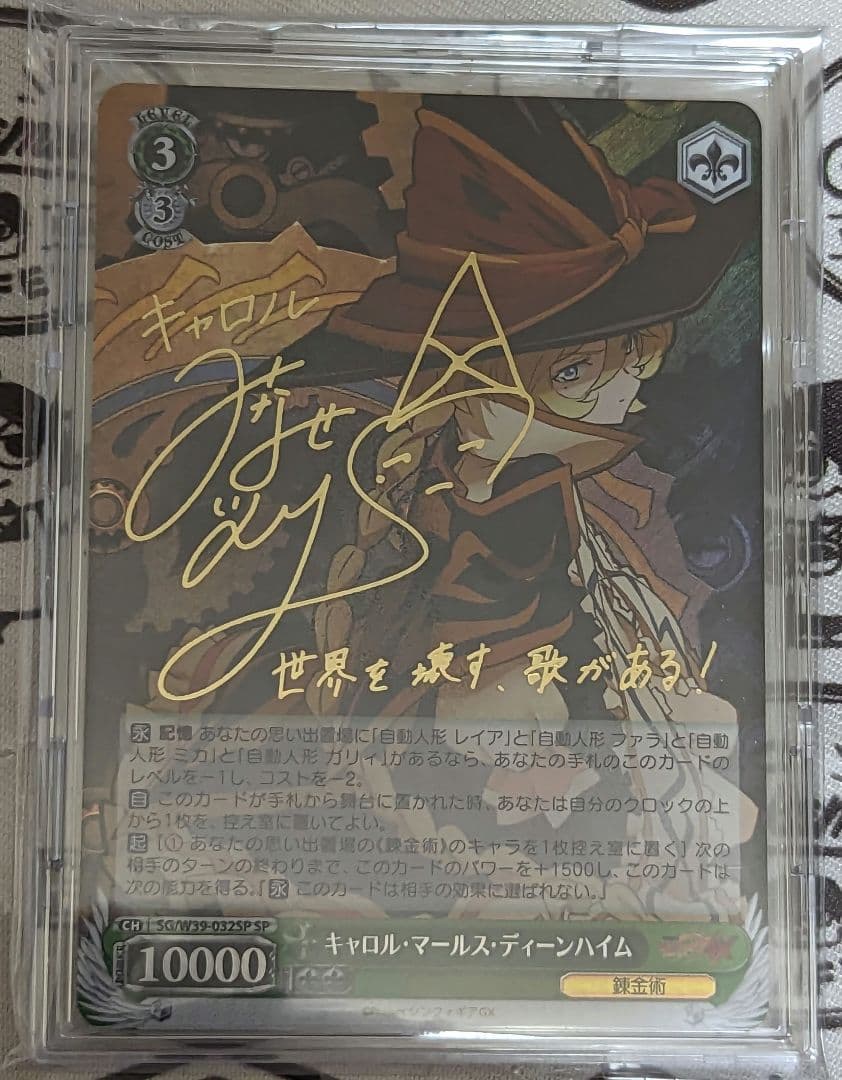 LEVEL
3
3
COST
キャロル
みなせ
いのり
世界を壊す、歌がある!
永 記憶 あなたの思い出置場に「自動人形 レイア」と「自動人形 ファラ」と「自動
人形 ミカ」と「自動人形 ガリィ」があるなら、あなたの手札のこのカードの
レベルを－1し、コストを－2。
自 このカードが手札から舞台に置かれた時、あなたは自分のクロックの上
から1枚を、控え室に置いてよい。
起 [① あなたの思い出置場の《錬金術》のキャラを1枚控え室に置く] 次の
相手のターンの終わりまで、このカードのパワーを＋1500し、このカードは
次の能力を得る。『永 このカードは相手の効果に選ばれない。』
CH SG/W39-032SP SP
キャロル・マールス・ディーンハイム
10000
錬金術